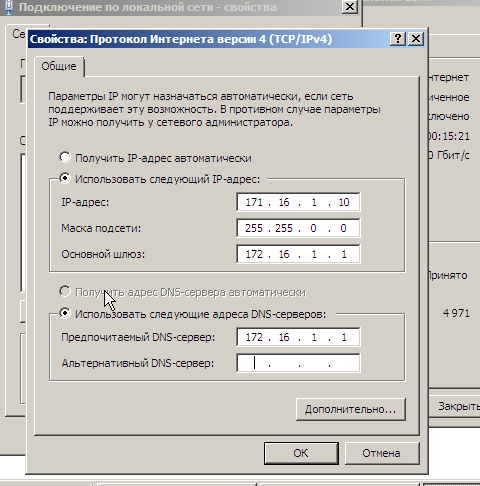 Подключение по локальной сети - свойства
Свойства: Протокол Интернета версии 4 (TCP/IPv4)
Общие
Параметры IP могут назначаться автоматически, если сеть
поддерживает эту возможность. В противном случае параметры
IP можно получить у сетевого администратора.
Получить IP-адрес автоматически
Использовать следующий IP-адрес:
IP-адрес: 171 . 16 . 1 . 10
Маска подсети: 255 . 255 . 0 . 0
Основной шлюз: 172 . 16 . 1 . 1
Получить адрес DNS-сервера автоматически
Использовать следующие адреса DNS-серверов:
Предпочитаемый DNS-сервер: 172 . 16 . 1 . 1
Альтернативный DNS-сервер: . . .
Дополнительно...
OK Отмена
00:15:21
Гбит/с
Принято
4 971
Закрыть